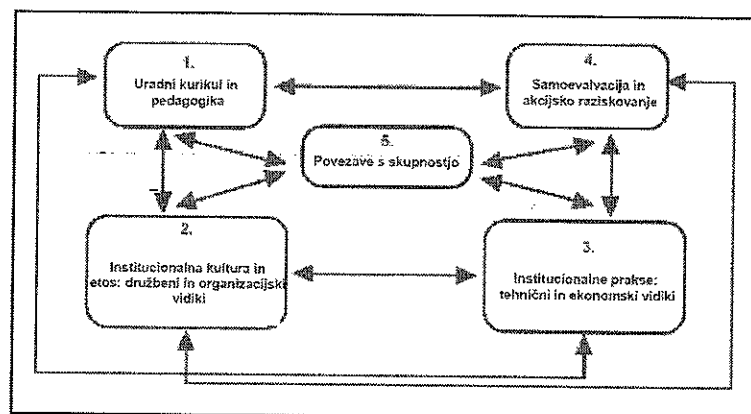 1.
Uradni kurikul in
pedagogika
4.
Samoevalvacija in
akcijsko raziskovanje
5.
Povezave s skupnostjo
2.
Institucionalna kultura in
etos: družbeni in organizacijski
vidiki
3.
Institucionalne prakse:
tehnični in ekonomski vidiki